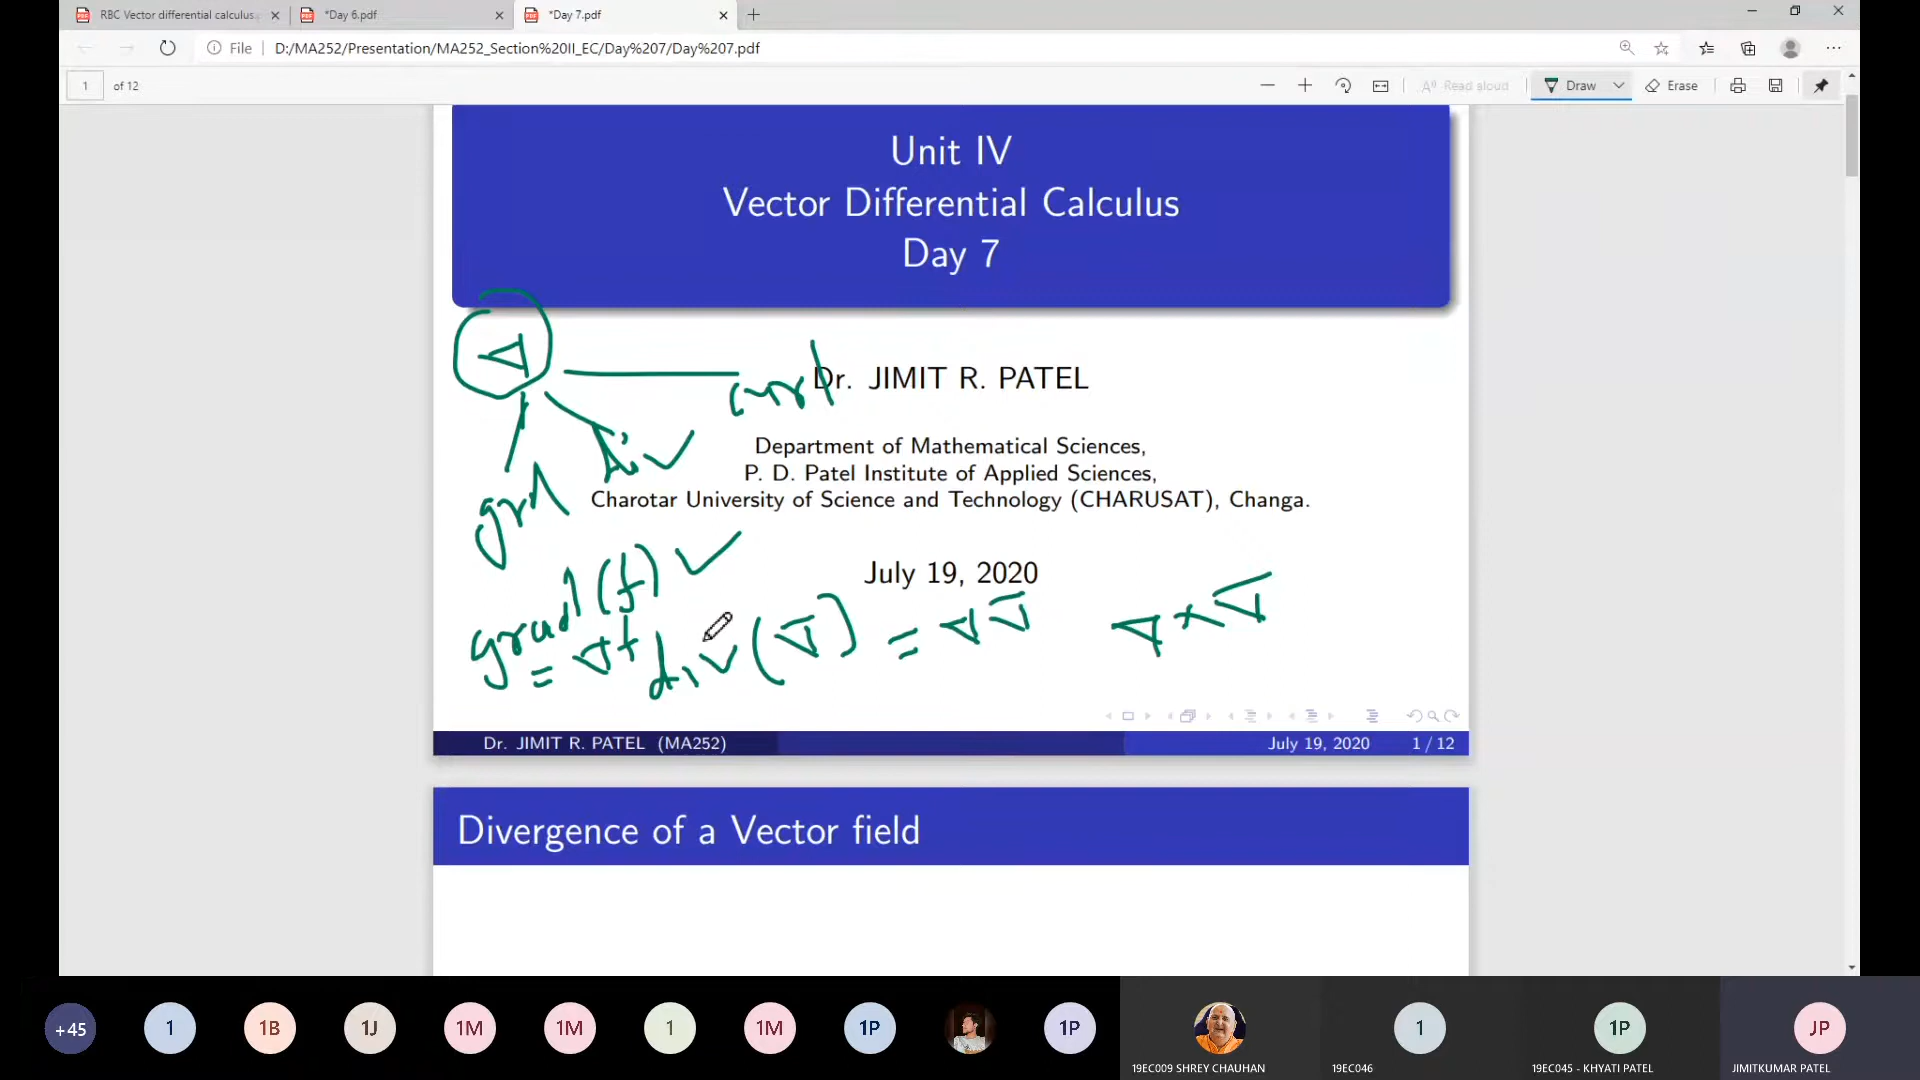 RBC Vector differential calculus.
*Day 6.pdf
*Day 7.pdf
File
D:/MA252/Presentation/MA252_Section%20II_EC/Day%207/Day%207.pdf
1 of 12
Read aloud
Draw
Erase
Unit IV
Vector Differential Calculus
Day 7
∇
curl
div
grd
Dr. JIMIT R. PATEL
Department of Mathematical Sciences,
P. D. Patel Institute of Applied Sciences,
Charotar University of Science and Technology (CHARUSAT), Changa.
July 19, 2020
grad (f)
= ∇f
div
Dr. JIMIT R. PATEL (MA252)
July 19, 2020
1 / 12
Divergence of a Vector field
+45
1
1B
1J
1M
1M
1
1M
1P
1P
1
1P
JP
19EC009 SHREY CHAUHAN
19EC046
19EC045 - KHYATI PATEL
JIMITKUMAR PATEL